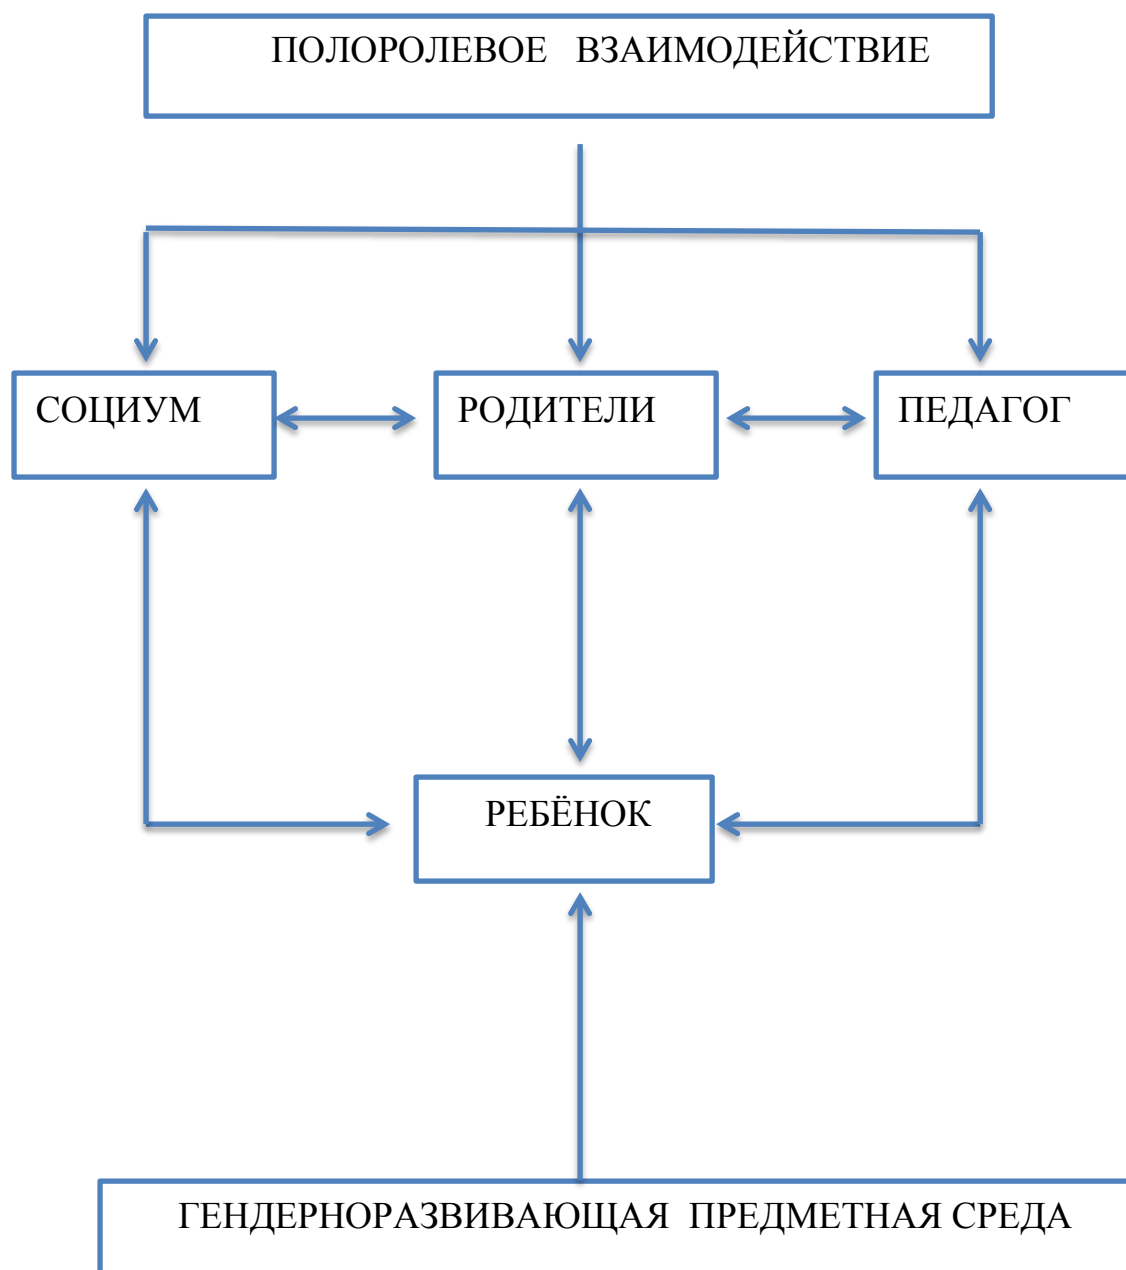 ПОЛОРОЛЕВОЕ ВЗАИМОДЕЙСТВИЕ
СОЦИУМ
РОДИТЕЛИ
ПЕДАГОГ
РЕБЁНОК
ГЕНДЕРНОРАЗВИВАЮЩАЯ ПРЕДМЕТНАЯ СРЕДА